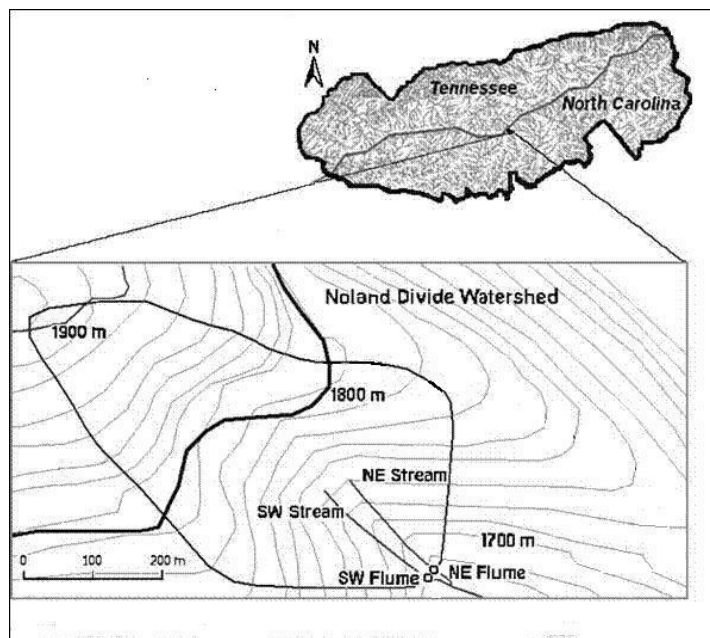 N
Tennessee
North Carolina
Noland Divide Watershed
1900 m
1800 m
NE Stream
SW Stream
1700 m
0 100 200 m
SW Flume
NE Flume